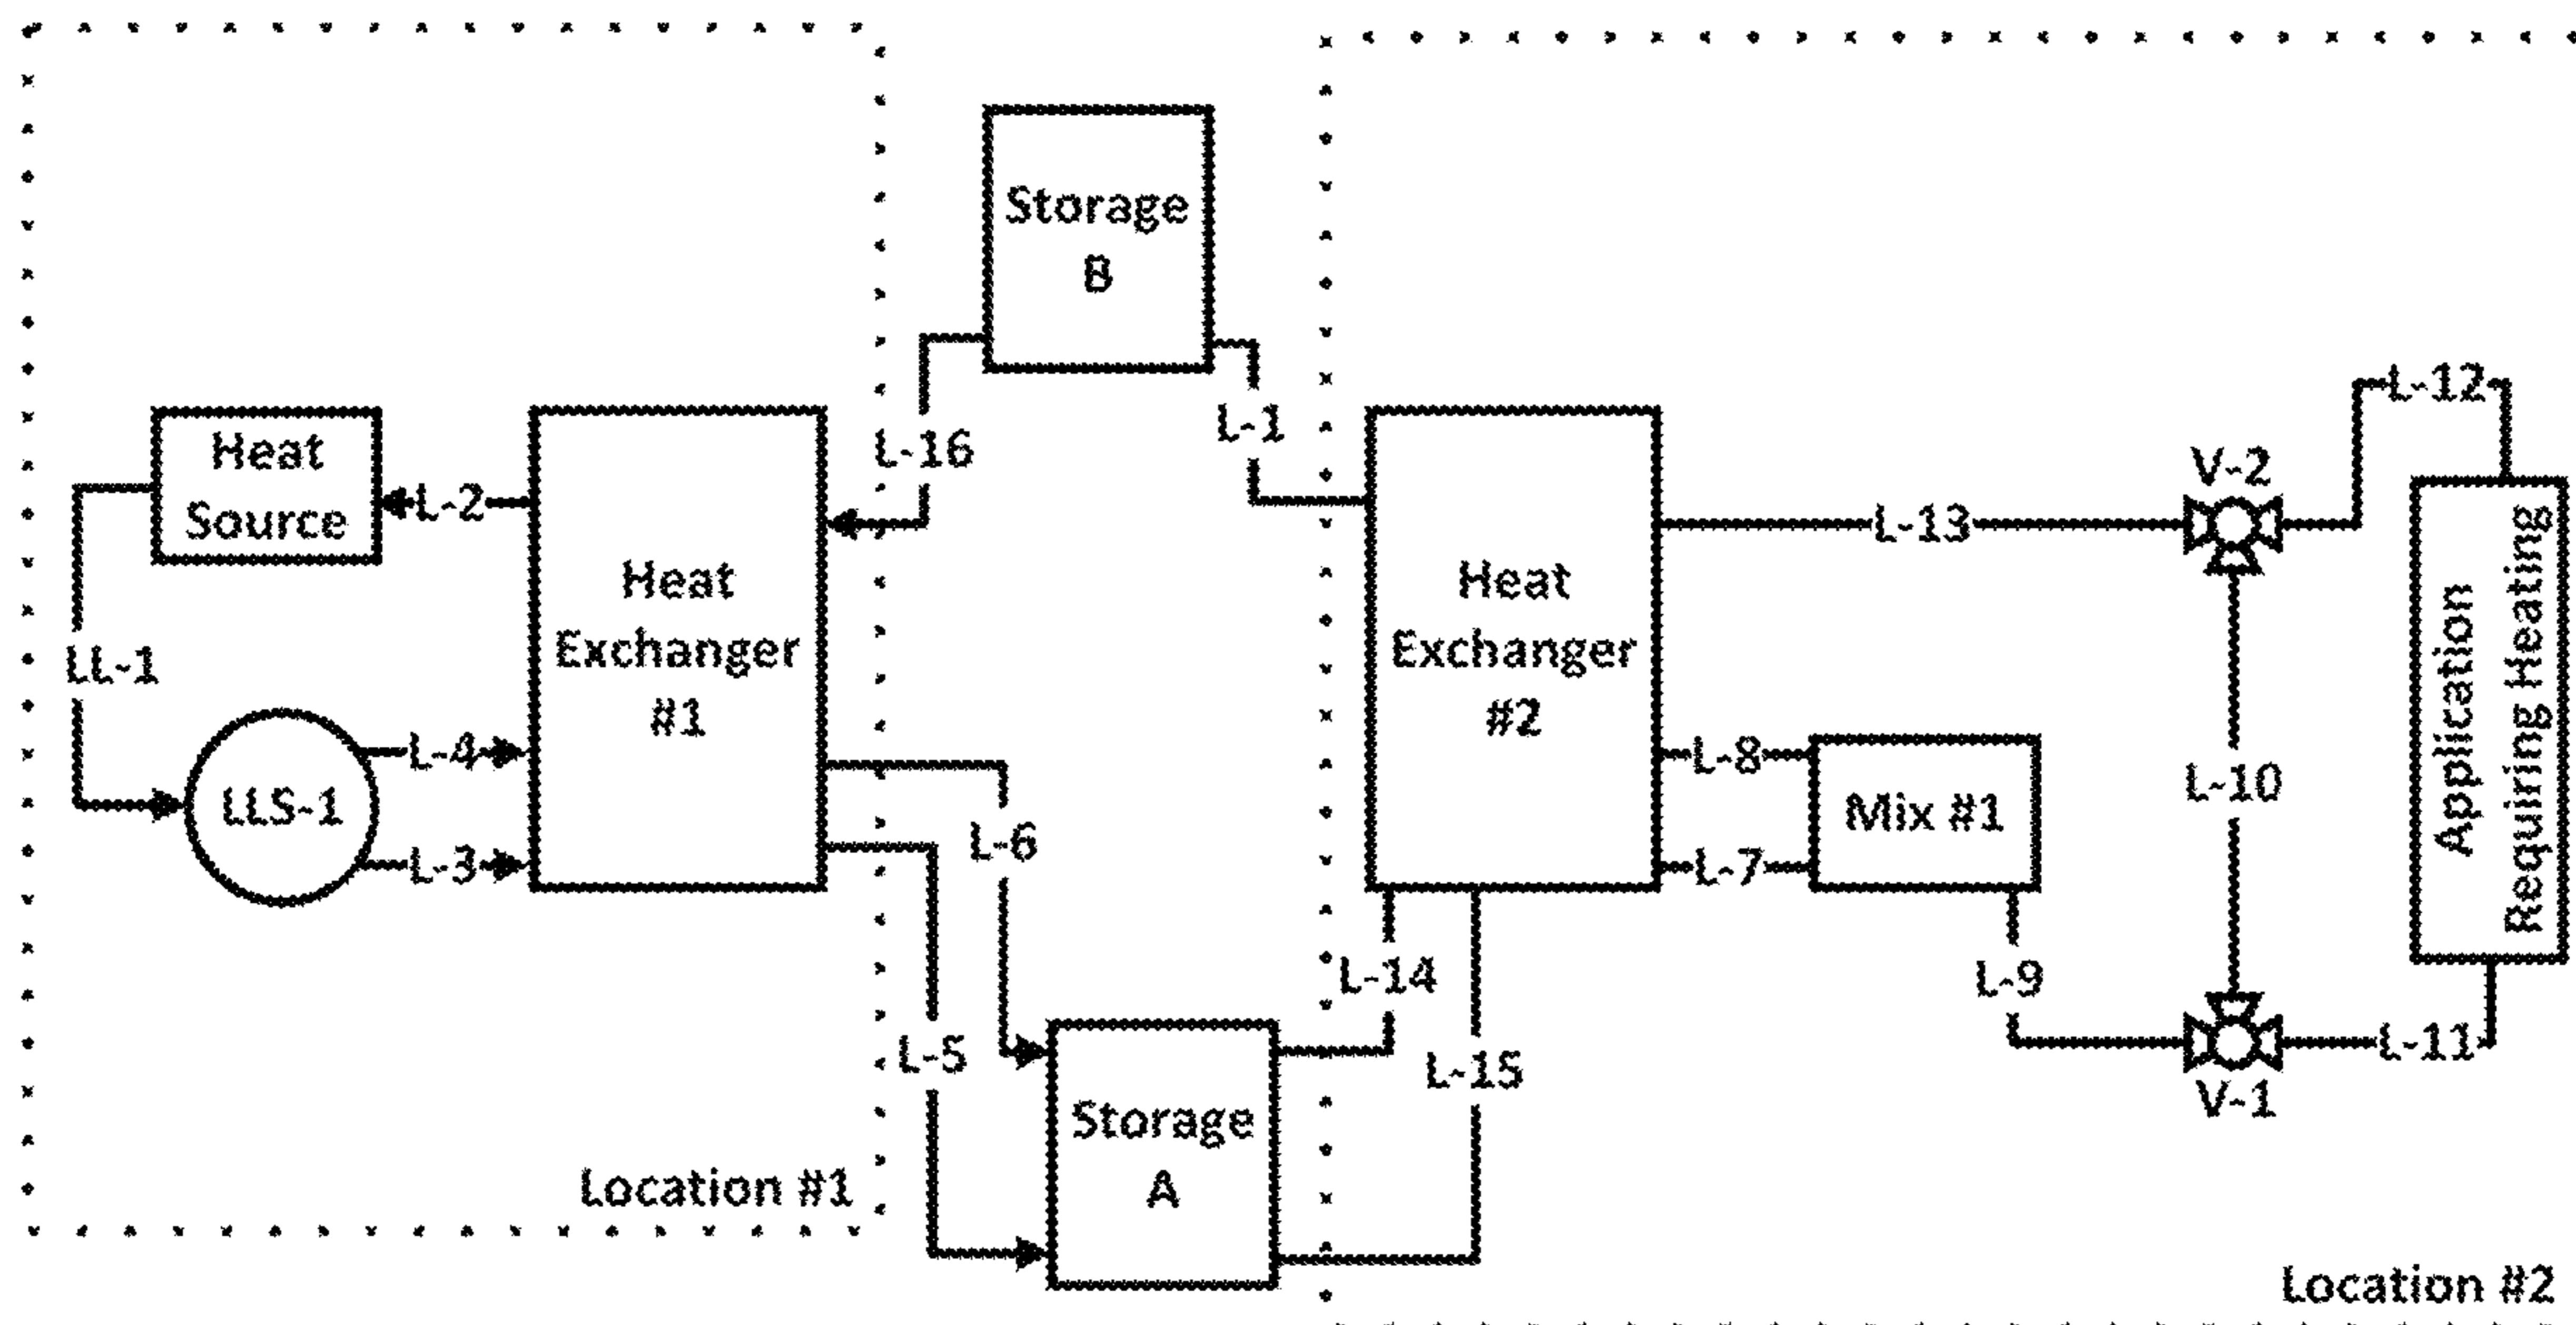 Storage
B
L-16
L-1
Heat
Source
L-2
LL-1
LLS-1
L-4
L-3
Heat
Exchanger
#1
L-6
L-5
Storage
A
Location #1
Heat
Exchanger
#2
L-14
L-15
L-13
L-8
L-7
Mix #1
L-9
V-2
L-12
L-10
V-1
L-11
Application
Requiring Heating
Location #2